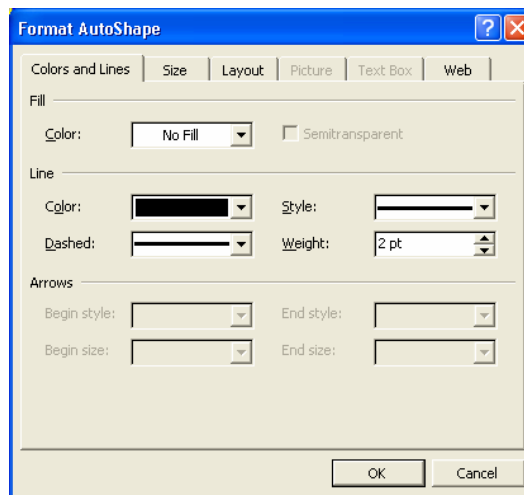 Format AutoShape
Colors and Lines Size Layout Picture Text Box Web
Fill
Color: No Fill Semitransparent
Line
Color: Style:
Dashed: Weight: 2 pt
Arrows
Begin style: End style:
Begin size: End size:
OK Cancel